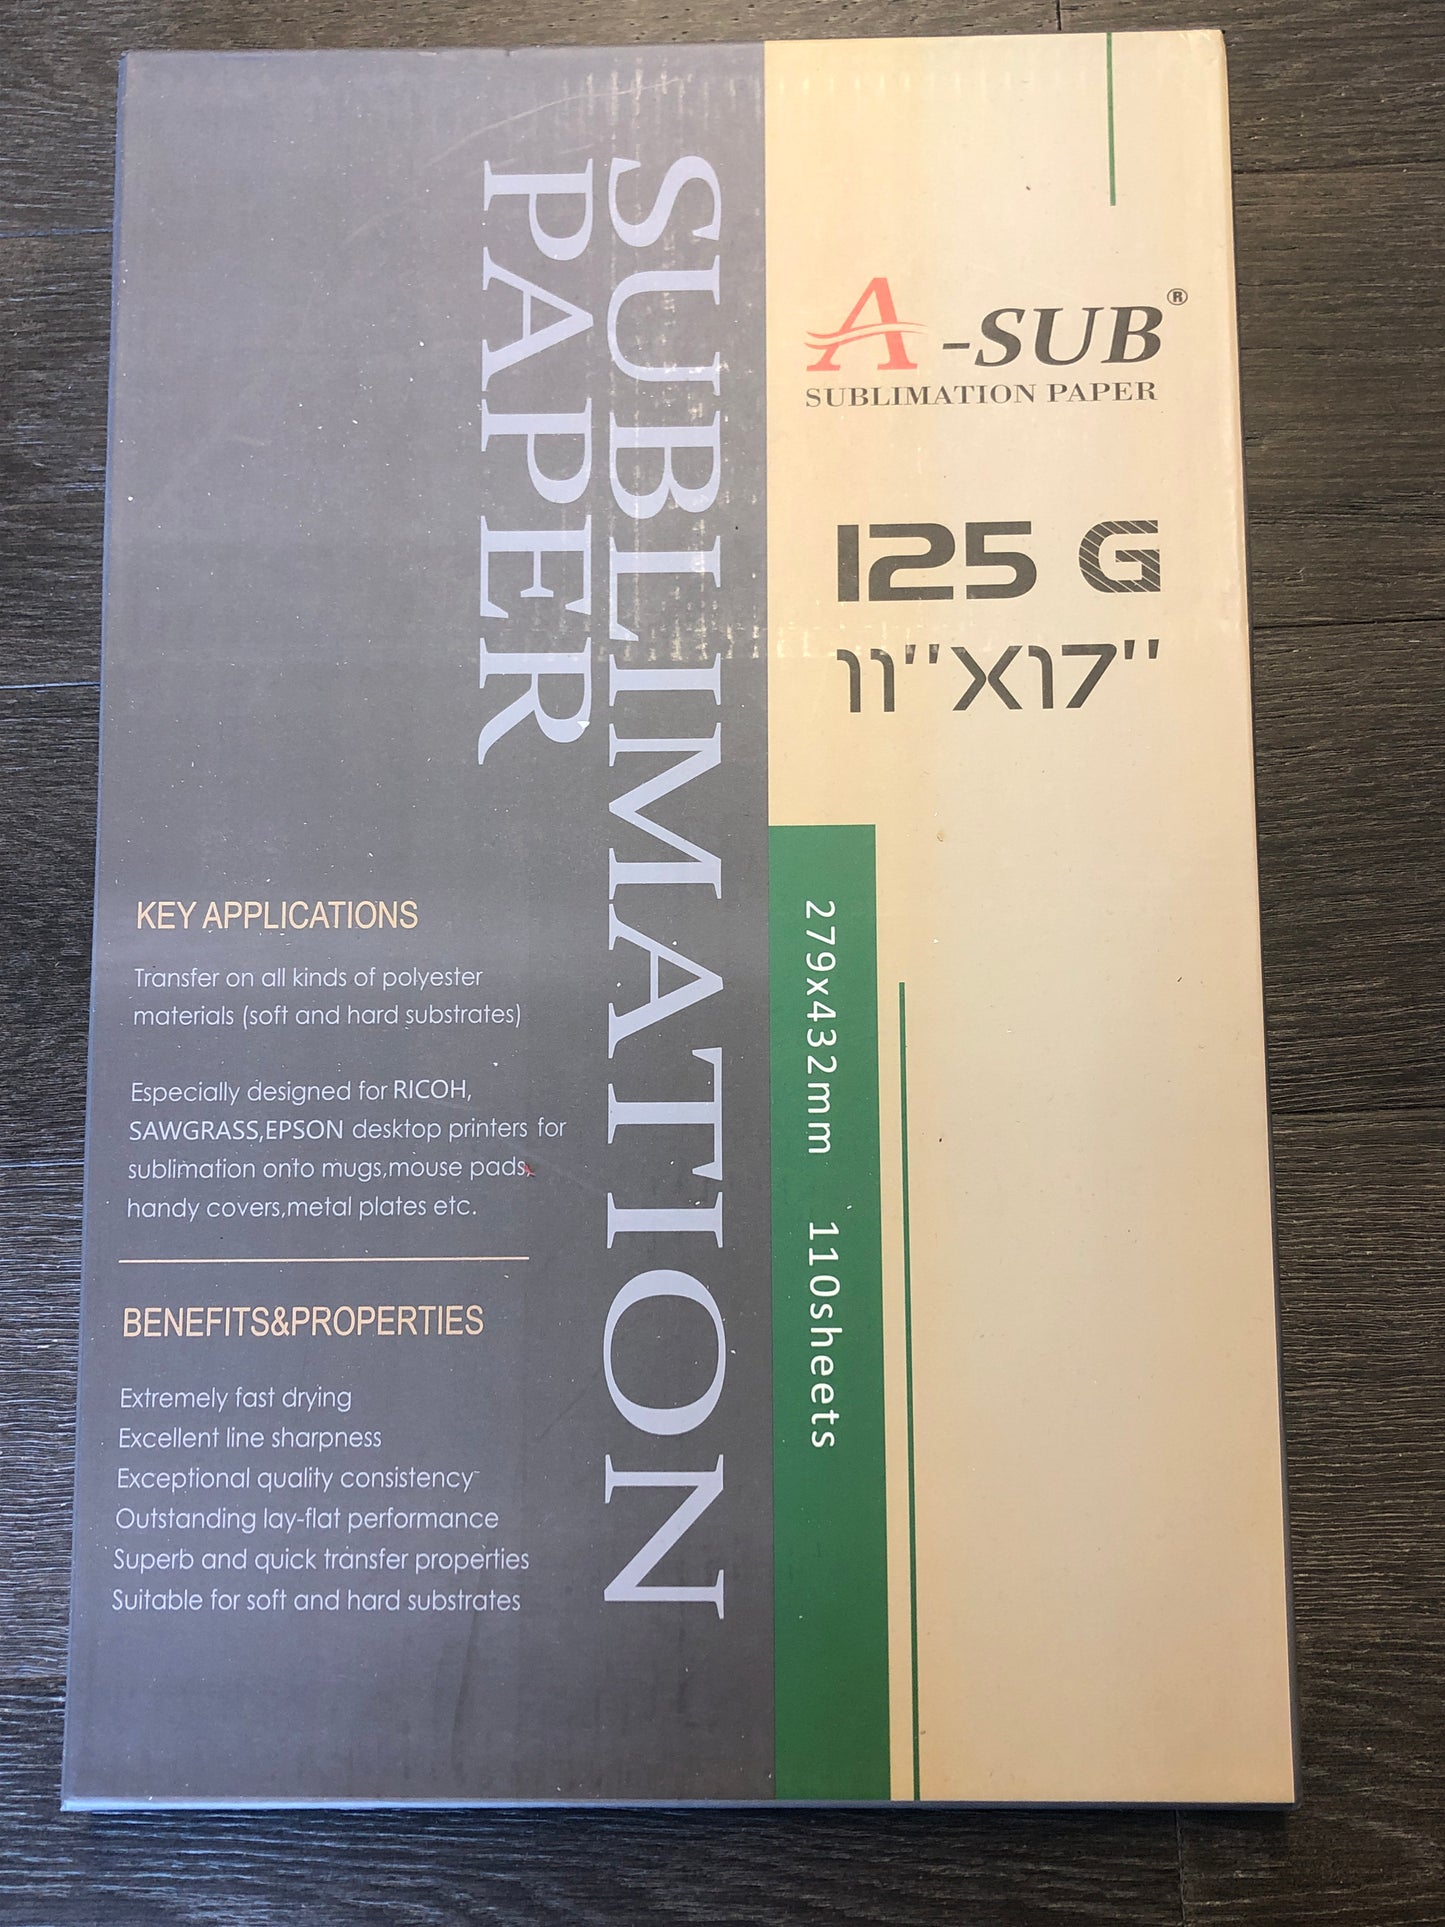 A-SUB®
SUBLIMATION PAPER
125 G
11"X17"
SUBLIMATION
PAPER
279x432mm 110sheets
KEY APPLICATIONS
Transfer on all kinds of polyester
materials (soft and hard substrates)
Especially designed for RICOH,
SAWGRASS,EPSON desktop printers for
sublimation onto mugs,mouse pads,
handy covers,metal plates etc.
BENEFITS&PROPERTIES
Extremely fast drying
Excellent line sharpness
Exceptional quality consistency
Outstanding lay-flat performance
Superb and quick transfer properties
Suitable for soft and hard substrates